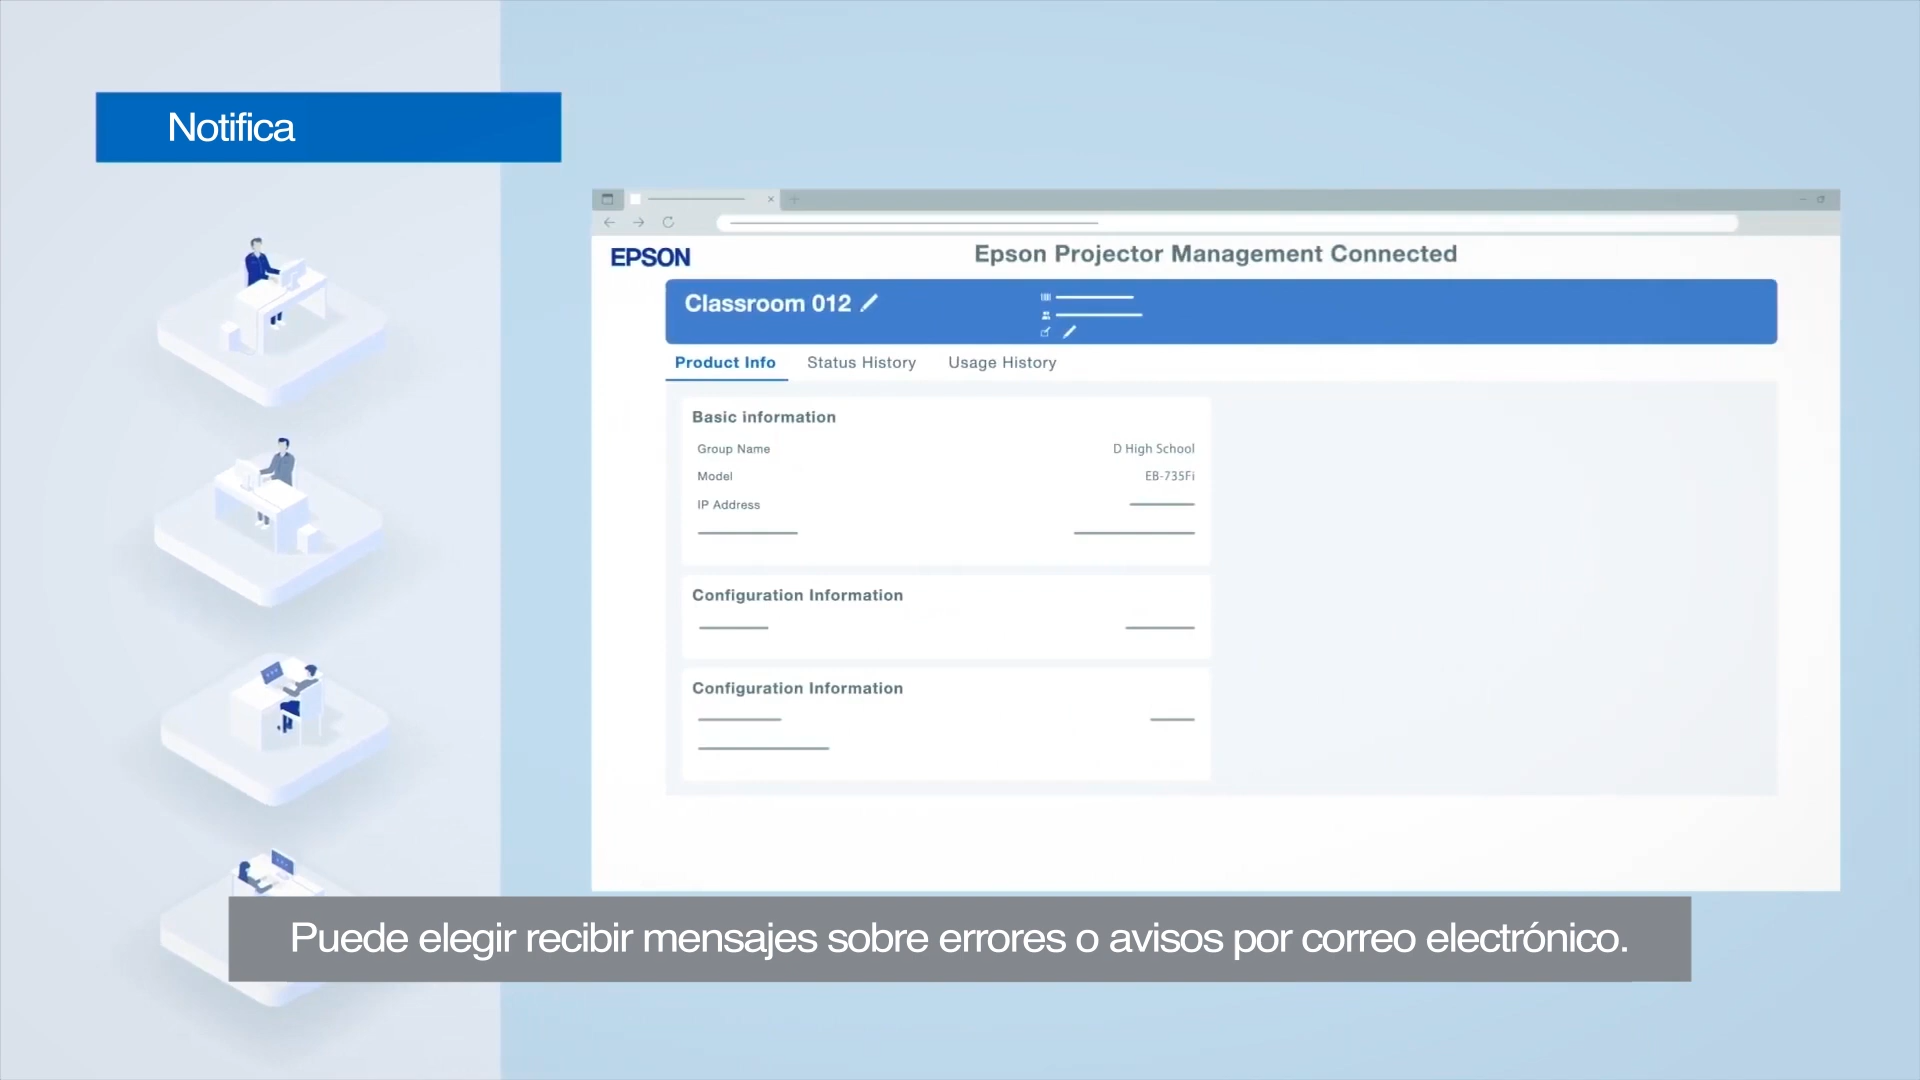 Notifica
EPSON
Epson Projector Management Connected
Classroom 012
Product Info
Status History
Usage History
Basic information
Group Name
D High School
Model
EB-735Fi
IP Address
Configuration Information
Configuration Information
Puede elegir recibir mensajes sobre errores o avisos por correo electrónico.